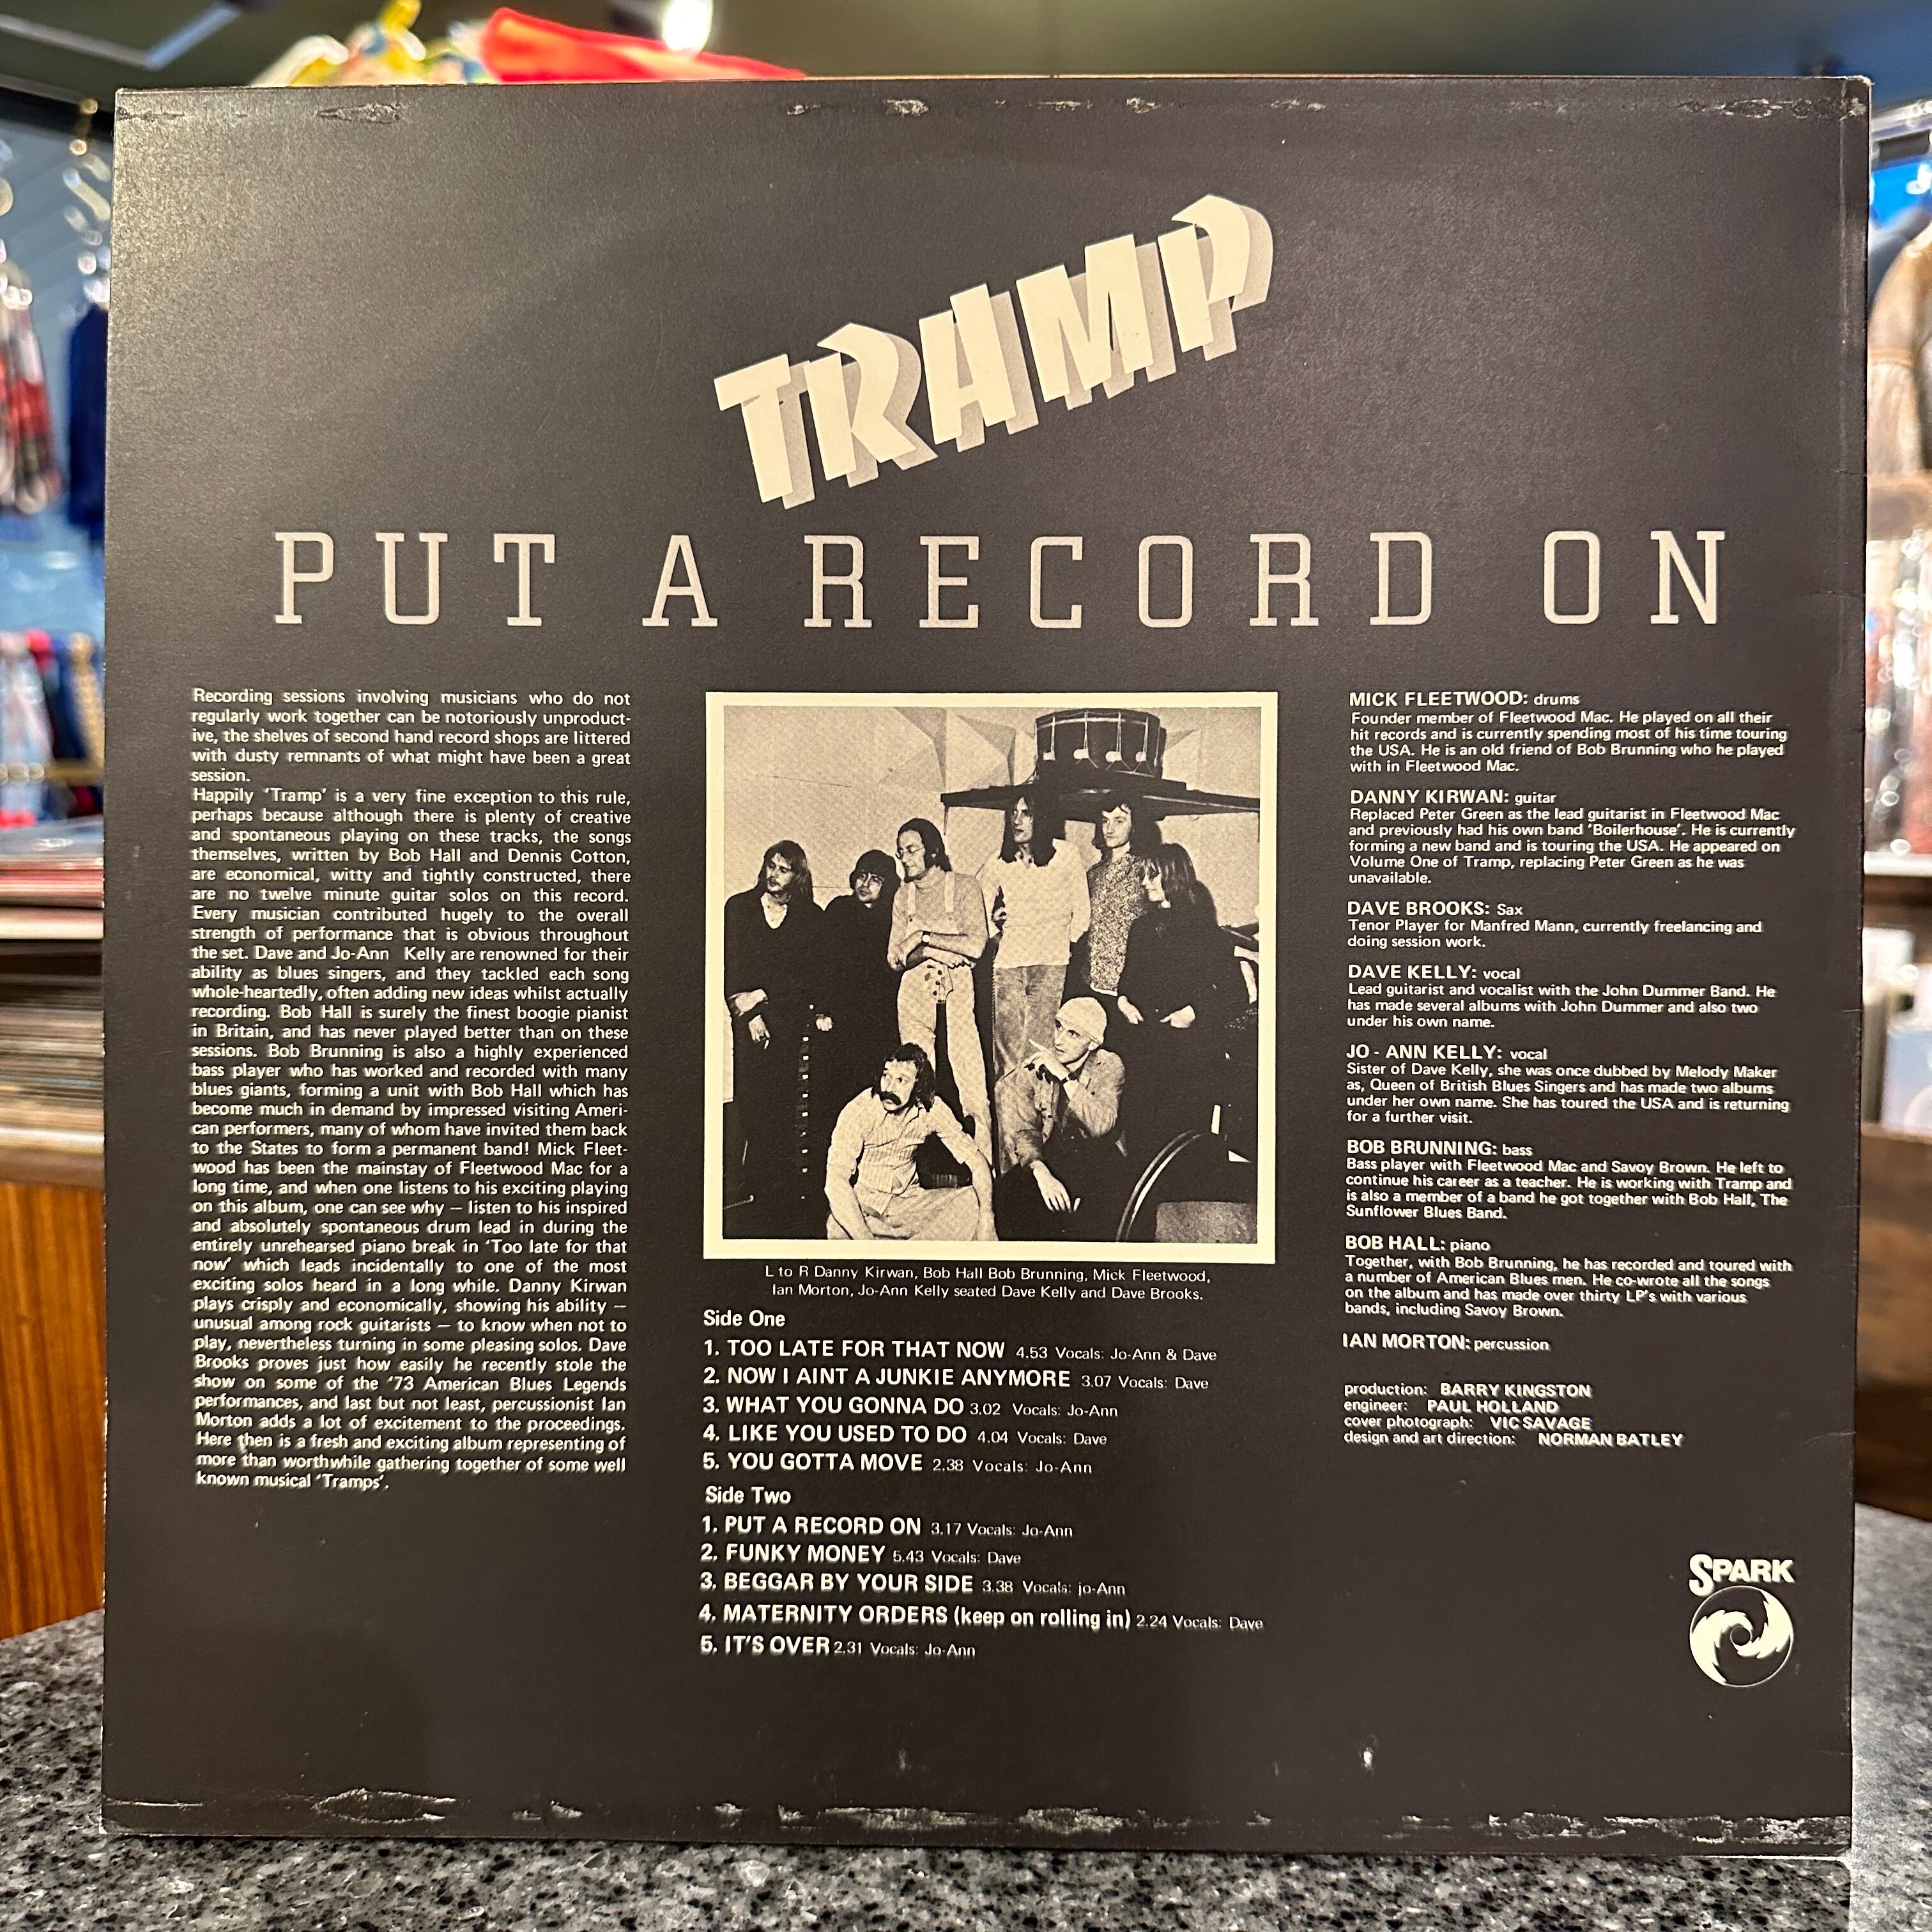 TRAMP
PUT A RECORD ON
Recording sessions involving musicians who do not
regularly work together can be notoriously unproduct-
ive, the shelves of second hand record shops are littered
with dusty remnants of what might have been a great
session.
Happily 'Tramp' is a very fine exception to this rule,
perhaps because although there is plenty of creative
and spontaneous playing on these tracks, the songs
themselves, written by Bob Hall and Dennis Cotton,
are economical, witty and tightly constructed, there
are no twelve minute guitar solos on this record.
Every musician contributed hugely to the overall
strength of performance that is obvious throughout
the set. Dave and Jo-Ann Kelly are renowned for their
ability as blues singers, and they tackled each song
whole-heartedly, often adding new ideas whilst actually
recording. Bob Hall is surely the finest boogie pianist
in Britain, and has never played better than on these
sessions. Bob Brunning is also a highly experienced
bass player who has worked and recorded with many
blues giants, forming a unit with Bob Hall which has
become much in demand by impressed visiting Ameri-
can performers, many of whom have invited them back
to the States to form a permanent band! Mick Fleet-
wood has been the mainstay of Fleetwood Mac for a
long time, and when one listens to his exciting playing
on this album, one can see why – listen to his inspired
and absolutely spontaneous drum lead in during the
entirely unrehearsed piano break in 'Too late for that
now' which leads incidentally to one of the most
exciting solos heard in a long while. Danny Kirwan
plays crisply and economically, showing his ability –
unusual among rock guitarists – to know when not to
play, nevertheless turning in some pleasing solos. Dave
Brooks proves just how easily he recently stole the
show on some of the '73 American Blues Legends
performances, and last but not least, percussionist Ian
Morton adds a lot of excitement to the proceedings.
Here then is a fresh and exciting album representing of
more than worthwhile gathering together of some well
known musical 'Tramps'.
L to R Danny Kirwan, Bob Hall Bob Brunning, Mick Fleetwood,
Ian Morton, Jo-Ann Kelly seated Dave Kelly and Dave Brooks.
Side One
1. TOO LATE FOR THAT NOW 4.53 Vocals: Jo-Ann & Dave
2. NOW I AINT A JUNKIE ANYMORE 3.07 Vocals: Dave
3. WHAT YOU GONNA DO 3.02 Vocals: Jo-Ann
4. LIKE YOU USED TO DO 4.04 Vocals: Dave
5. YOU GOTTA MOVE 2.38 Vocals: Jo-Ann
Side Two
1. PUT A RECORD ON 3.17 Vocals: Jo-Ann
2. FUNKY MONEY 5.43 Vocals: Dave
3. BEGGAR BY YOUR SIDE 3.38 Vocals: jo-Ann
4. MATERNITY ORDERS (keep on rolling in) 2.24 Vocals: Dave
5. IT'S OVER 2.31 Vocals: Jo-Ann
MICK FLEETWOOD: drums
Founder member of Fleetwood Mac. He played on all their
hit records and is currently spending most of his time touring
the USA. He is an old friend of Bob Brunning who he played
with in Fleetwood Mac.
DANNY KIRWAN: guitar
Replaced Peter Green as the lead guitarist in Fleetwood Mac
and previously had his own band 'Boilerhouse'. He is currently
forming a new band and is touring the USA. He appeared on
Volume One of Tramp, replacing Peter Green as he was
unavailable.
DAVE BROOKS: Sax
Tenor Player for Manfred Mann, currently freelancing and
doing session work.
DAVE KELLY: vocal
Lead guitarist and vocalist with the John Dummer Band. He
has made several albums with John Dummer and also two
under his own name.
JO - ANN KELLY: vocal
Sister of Dave Kelly, she was once dubbed by Melody Maker
as, Queen of British Blues Singers and has made two albums
under her own name. She has toured the USA and is returning
for a further visit.
BOB BRUNNING: bass
Bass player with Fleetwood Mac and Savoy Brown. He left to
continue his career as a teacher. He is working with Tramp and
is also a member of a band he got together with Bob Hall, The
Sunflower Blues Band.
BOB HALL: piano
Together, with Bob Brunning, he has recorded and toured with
a number of American Blues men. He co-wrote all the songs
on the album and has made over thirty LP's with various
bands, including Savoy Brown.
IAN MORTON: percussion
production: BARRY KINGSTON
engineer: PAUL HOLLAND
cover photograph: VIC SAVAGE
design and art direction: NORMAN BATLEY
SPARK